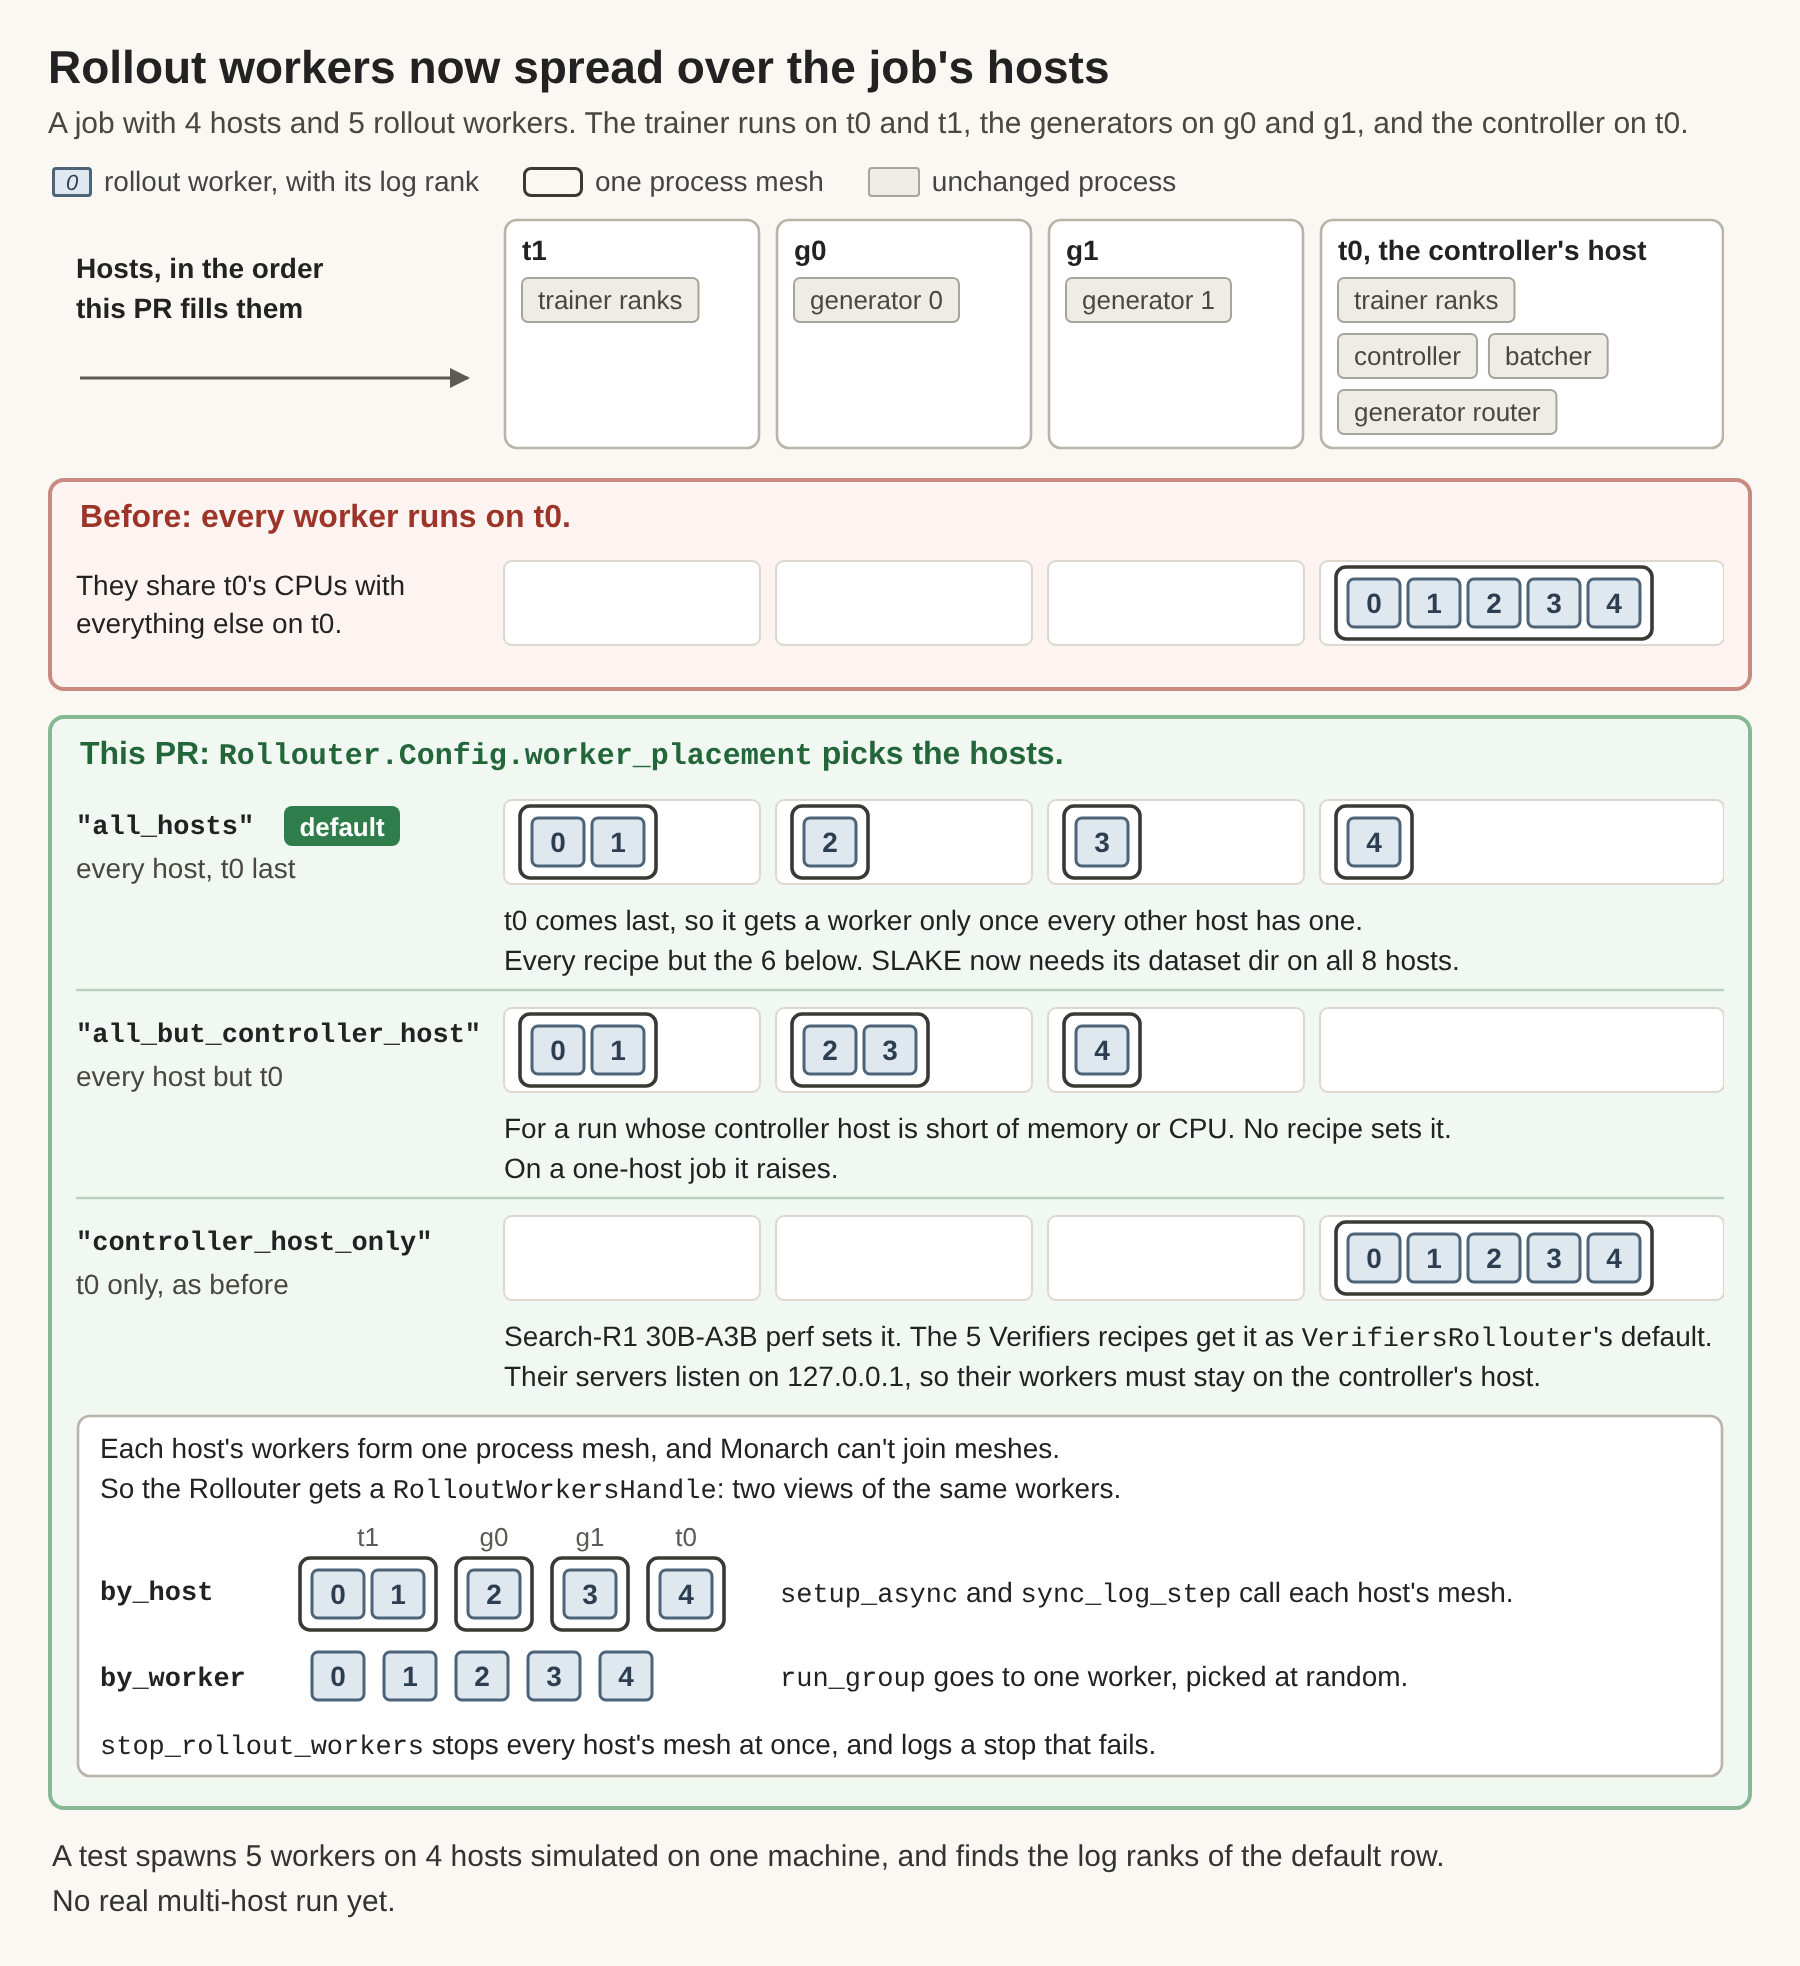 Rollout workers now spread over the job's hosts
A job with 4 hosts and 5 rollout workers. The trainer runs on t0 and t1, the generators on g0 and g1, and the controller on t0.
0 rollout worker, with its log rank one process mesh unchanged process
Hosts, in the order
this PR fills them
t1
trainer ranks
g0
generator 0
g1
generator 1
t0, the controller's host
trainer ranks
controller batcher
generator router
Before: every worker runs on t0.
They share t0's CPUs with
everything else on t0.
0 1 2 3 4
This PR: Rollouter.Config.worker_placement picks the hosts.
"all_hosts" default
every host, t0 last
0 1 2 3 4
t0 comes last, so it gets a worker only once every other host has one.
Every recipe but the 6 below. SLAKE now needs its dataset dir on all 8 hosts.
"all_but_controller_host"
every host but t0
0 1 2 3 4
For a run whose controller host is short of memory or CPU. No recipe sets it.
On a one-host job it raises.
"controller_host_only"
t0 only, as before
0 1 2 3 4
Search-R1 30B-A3B perf sets it. The 5 Verifiers recipes get it as VerifiersRollouter's default.
Their servers listen on 127.0.0.1, so their workers must stay on the controller's host.
Each host's workers form one process mesh, and Monarch can't join meshes.
So the Rollouter gets a RolloutWorkersHandle: two views of the same workers.
t1 g0 g1 t0
by_host 0 1 2 3 4 setup_async and sync_log_step call each host's mesh.
by_worker 0 1 2 3 4 run_group goes to one worker, picked at random.
stop_rollout_workers stops every host's mesh at once, and logs a stop that fails.
A test spawns 5 workers on 4 hosts simulated on one machine, and finds the log ranks of the default row.
No real multi-host run yet.